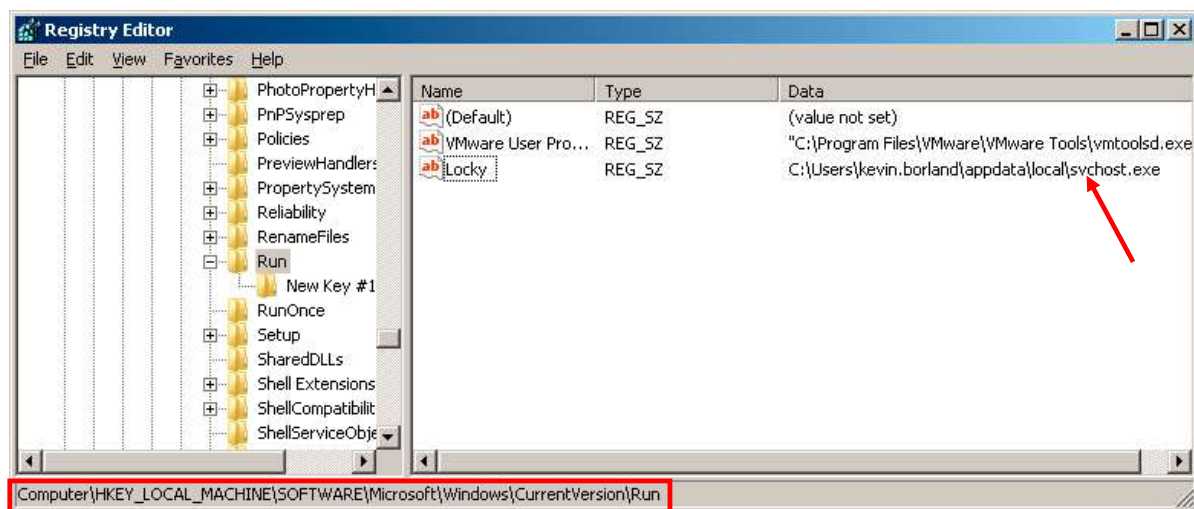 Registry Editor
File Edit View Favorites Help
PhotoPropertyH
PnPSysprep
Policies
PreviewHandlers
PropertySystem
Reliability
RenameFiles
Run
New Key #1
RunOnce
Setup
SharedDLLs
Shell Extensions
ShellCompatibilit
ShellServiceObje
Name Type Data
(Default) REG_SZ (value not set)
VMware User Pro... REG_SZ "C:\Program Files\VMware\VMware Tools\vmtoolsd.exe
Locky REG_SZ C:\Users\kevin.borland\appdata\local\svchost.exe
Computer\HKEY_LOCAL_MACHINE\SOFTWARE\Microsoft\Windows\CurrentVersion\Run